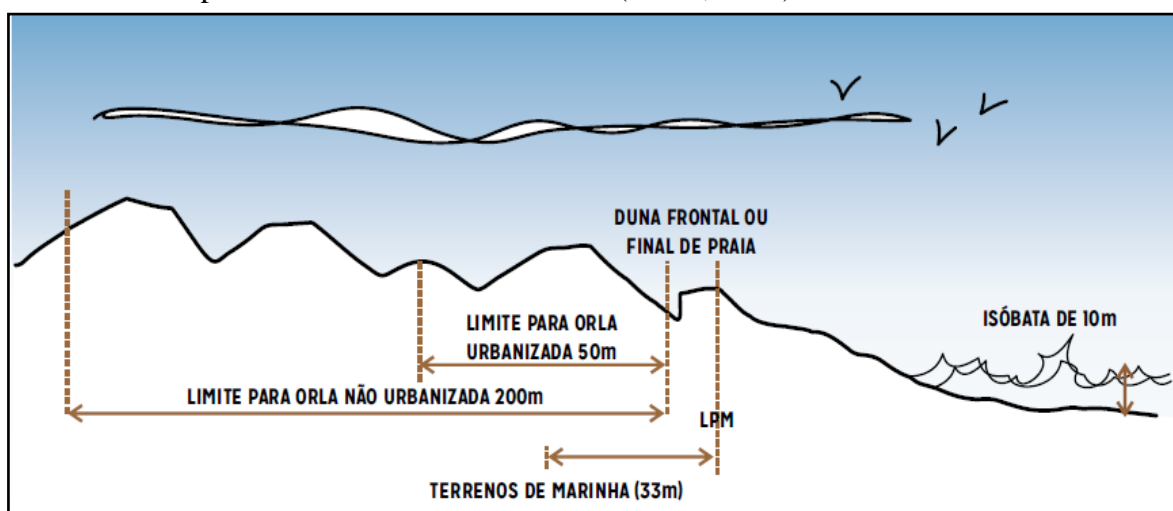 DUNA FRONTAL OU
FINAL DE PRAIA
ISÓBATA DE 10m
LIMITE PARA ORLA
URBANIZADA 50m
LIMITE PARA ORLA NÃO URBANIZADA 200m
LPM
TERRENOS DE MARINHA (33m)